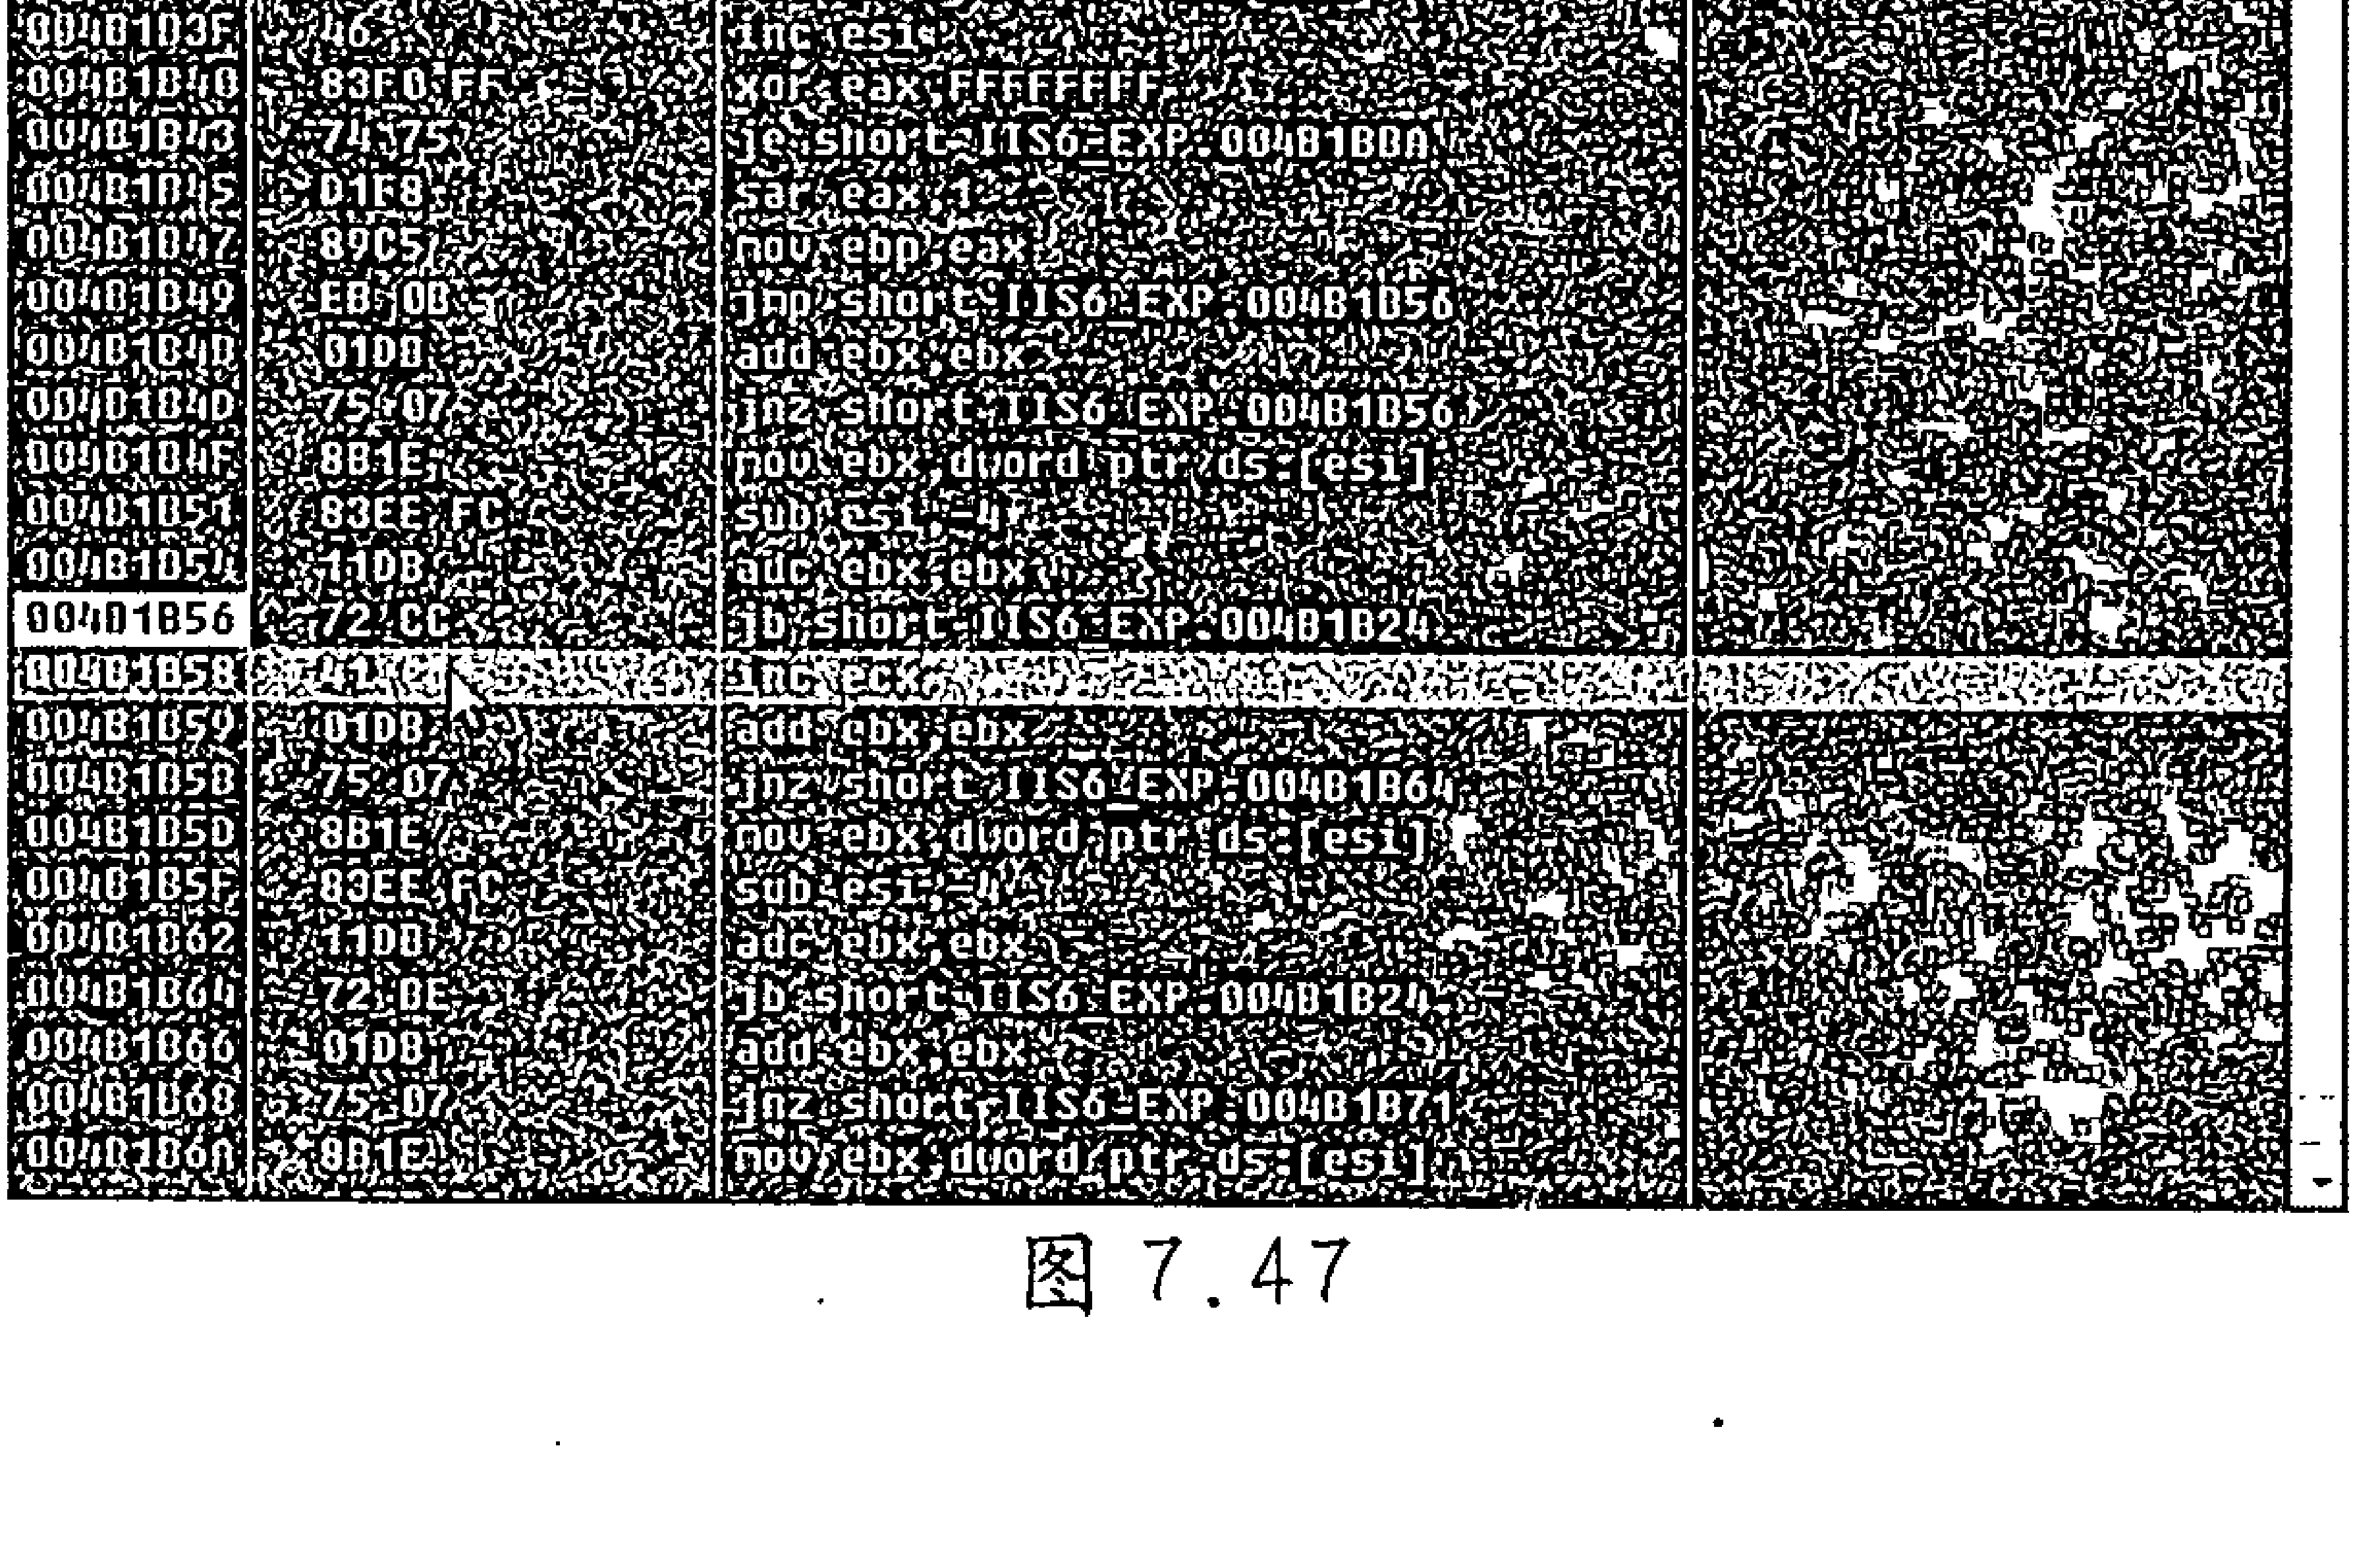 004B1B3F 46 inc esi
004B1B40 83F0 FF xor eax,FFFFFFFF
004B1B43 74 75 je short IIS6_EXP.004B1BBA
004B1B45 D1F8 sar eax,1
004B1B47 89C5 mov ebp,eax
004B1B49 EB 0B jmp short IIS6_EXP.004B1B56
004B1B4B 01DB add ebx,ebx
004B1B4D 75 07 jnz short IIS6_EXP.004B1B56
004B1B4F 8B1E mov ebx,dword ptr ds:[esi]
004B1B51 83EE FC sub esi,-4
004B1B54 11DB adc ebx,ebx
004B1B56 72 CC jb short IIS6_EXP.004B1B24
004B1B58 41 inc ecx
004B1B59 01DB add ebx,ebx
004B1B5B 75 07 jnz short IIS6_EXP.004B1B64
004B1B5D 8B1E mov ebx,dword ptr ds:[esi]
004B1B5F 83EE FC sub esi,-4
004B1B62 11DB adc ebx,ebx
004B1B64 72 BE jb short IIS6_EXP.004B1B24
004B1B66 01DB add ebx,ebx
004B1B68 75 07 jnz short IIS6_EXP.004B1B71
004B1B6A 8B1E mov ebx,dword ptr ds:[esi]
图 7.47